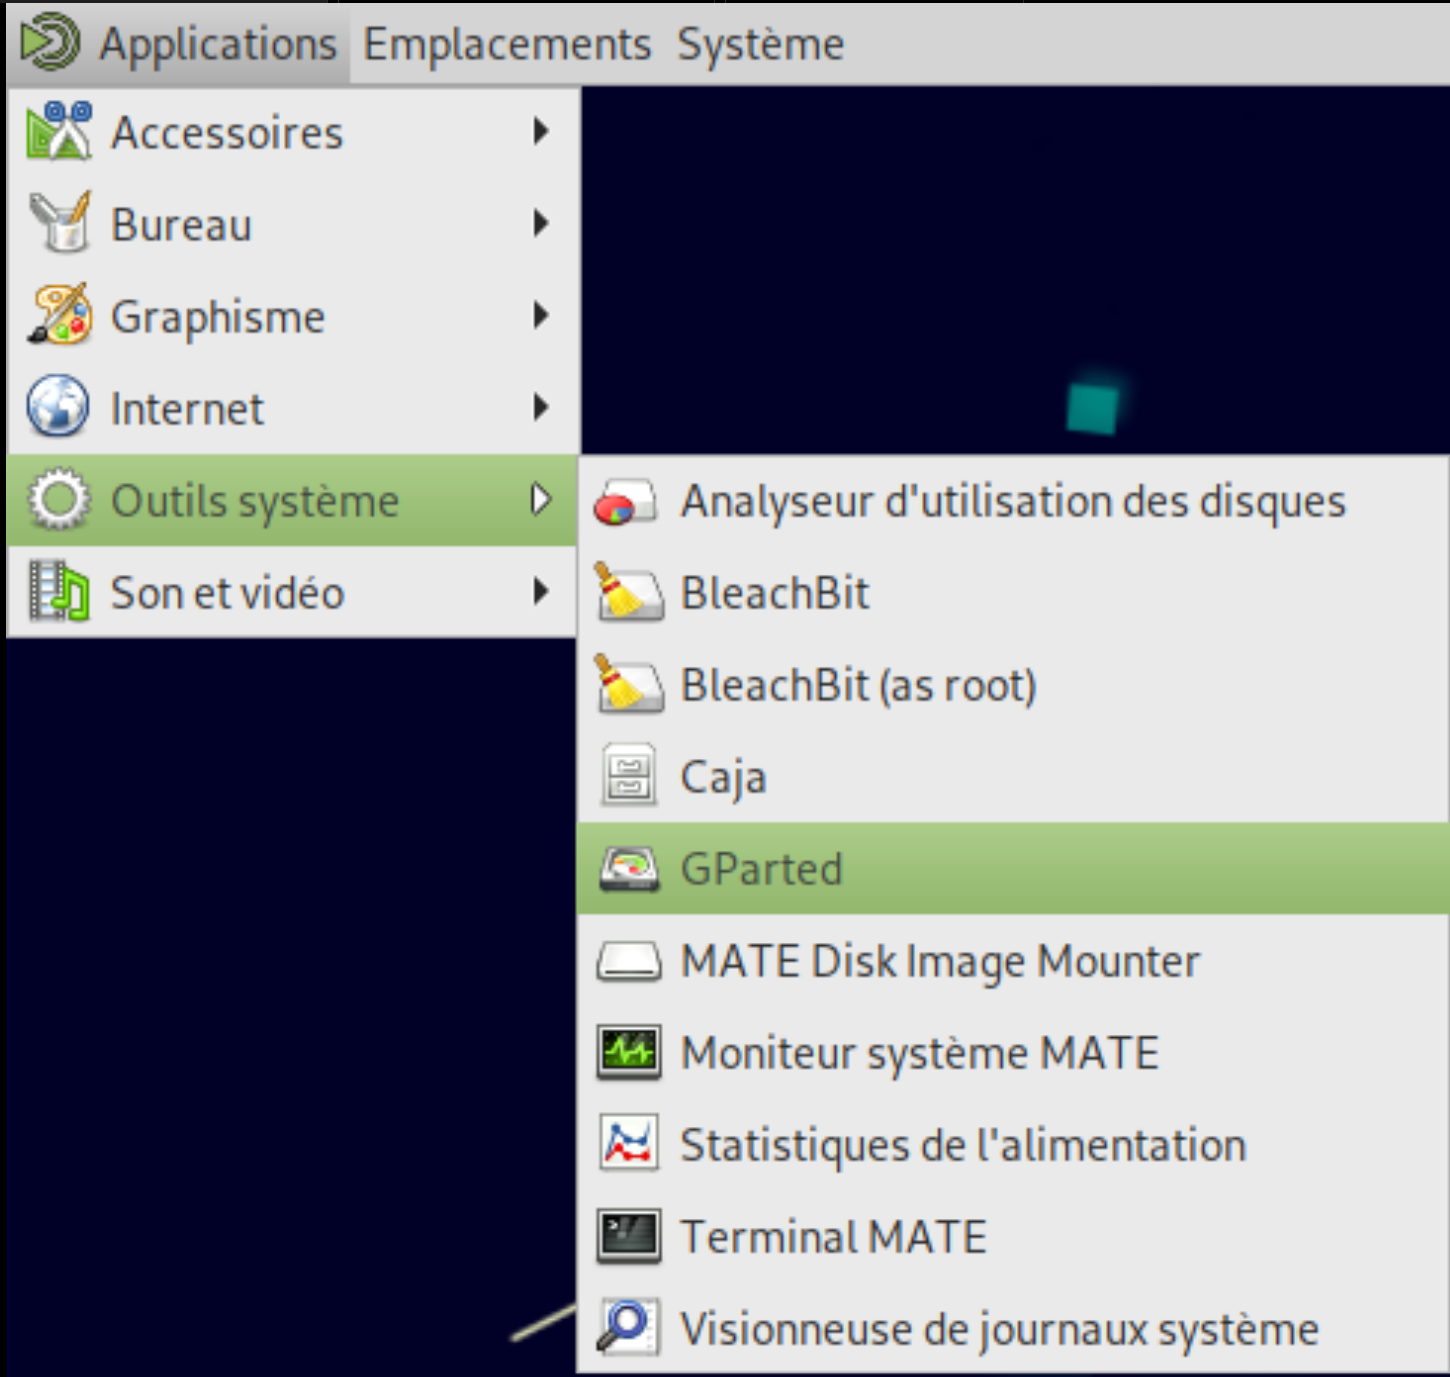 Applications Emplacements Système
Accessoires
Bureau
Graphisme
Internet
Outils système
Son et vidéo
Analyseur d'utilisation des disques
BleachBit
BleachBit (as root)
Caja
GParted
MATE Disk Image Mounter
Moniteur système MATE
Statistiques de l'alimentation
Terminal MATE
Visionneuse de journaux système